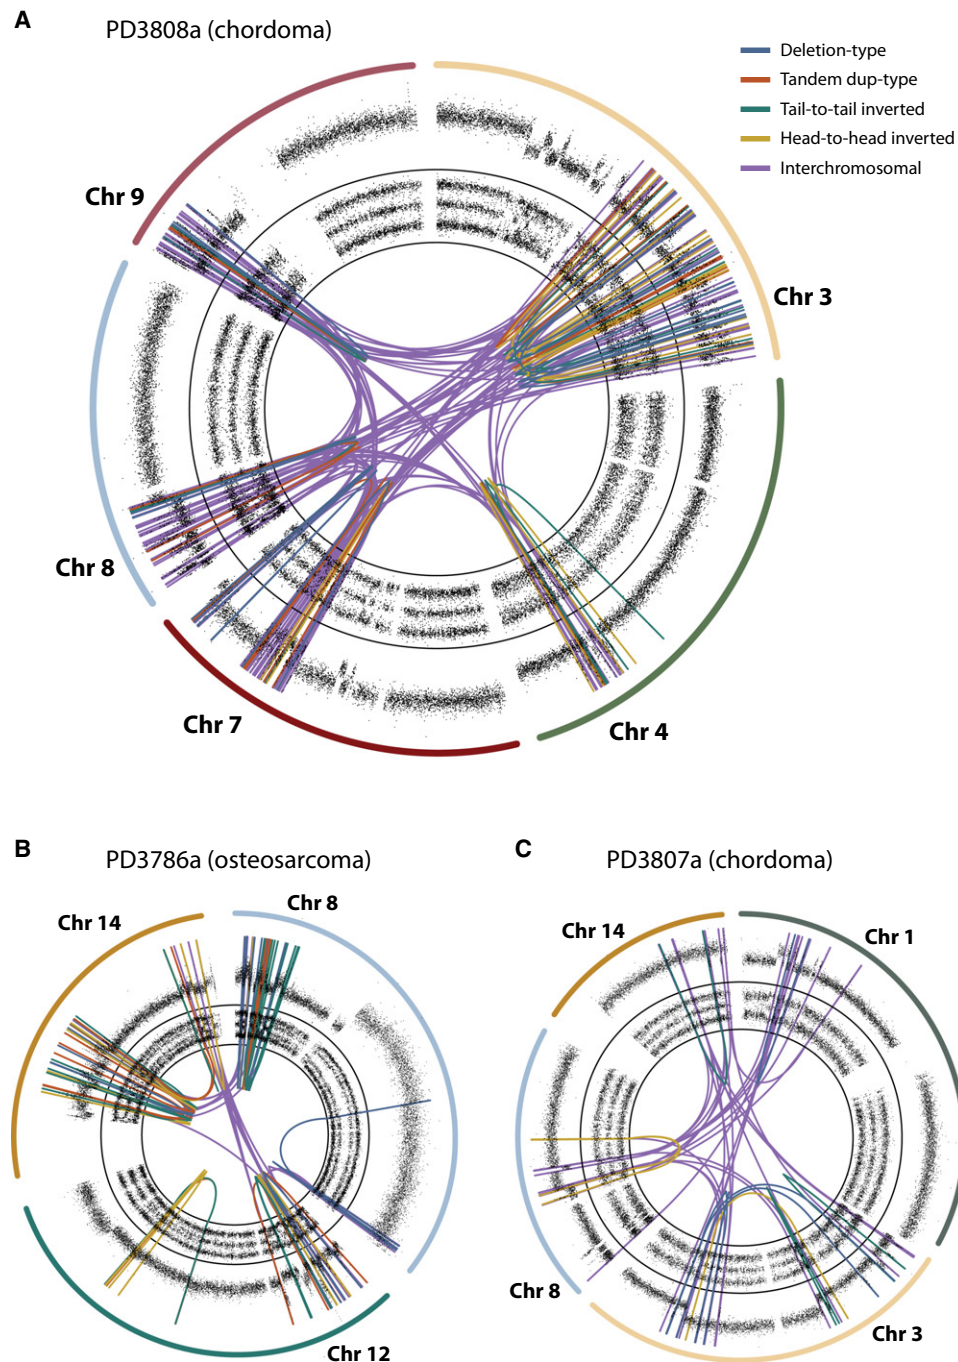 A
PD3808a (chordoma)
Deletion-type
Tandem dup-type
Tail-to-tail inverted
Head-to-head inverted
Interchromosomal
Chr 9
Chr 3
Chr 8
Chr 7
Chr 4
B
PD3786a (osteosarcoma)
Chr 14
Chr 8
Chr 12
C
PD3807a (chordoma)
Chr 14
Chr 1
Chr 8
Chr 3